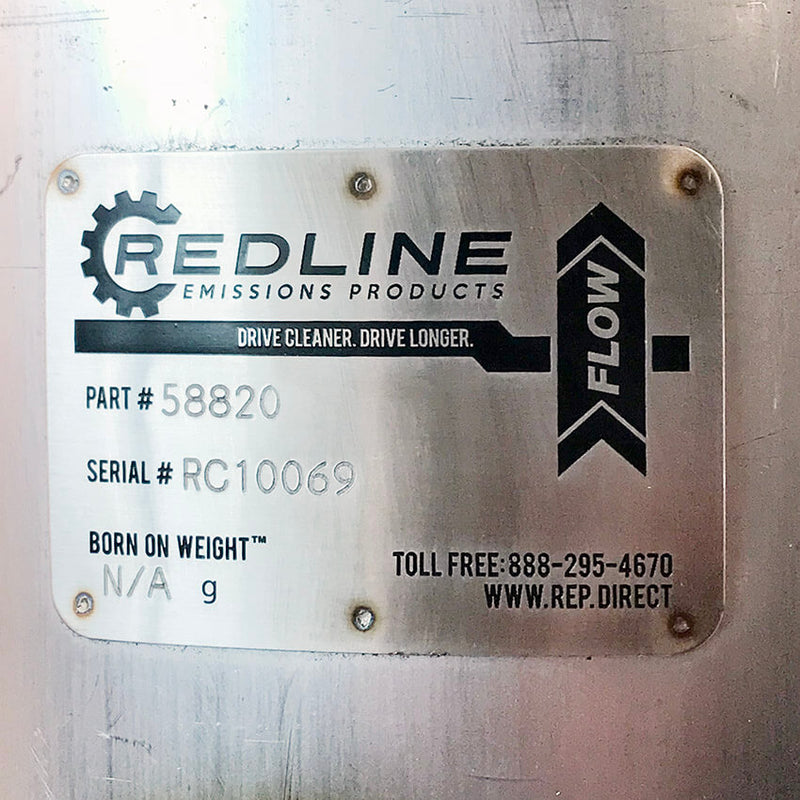 REDLINE
EMISSIONS PRODUCTS
DRIVE CLEANER. DRIVE LONGER.
FLOW
PART # 58820
SERIAL # RC10069
BORN ON WEIGHT™
N/A g
TOLL FREE:888-295-4670
WWW.REP.DIRECT